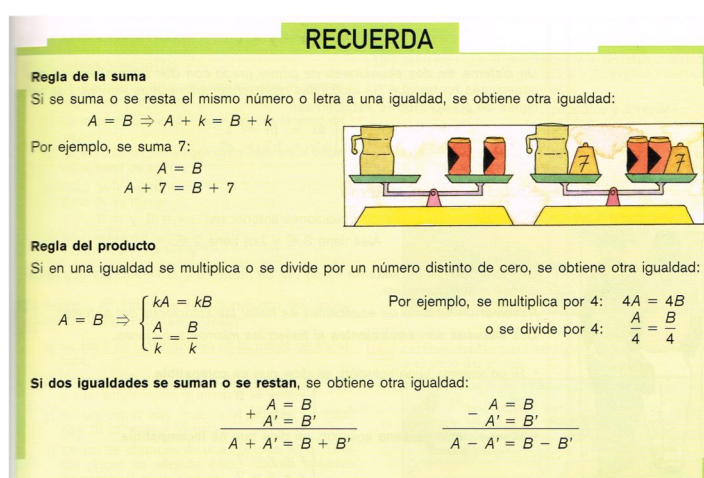 RECUERDA
Regla de la suma
Si se suma o se resta el mismo número o letra a una igualdad, se obtiene otra igualdad:
A = B ⇒ A + k = B + k
Por ejemplo, se suma 7:
A = B
A + 7 = B + 7
7 7
Regla del producto
Si en una igualdad se multiplica o se divide por un número distinto de cero, se obtiene otra igualdad:
A = B ⇒ { kA = kB
A/k = B/k
Por ejemplo, se multiplica por 4: 4A = 4B
o se divide por 4: A/4 = B/4
Si dos igualdades se suman o se restan, se obtiene otra igualdad:
+ A = B
A' = B'
A + A' = B + B'
− A = B
A' = B'
A − A' = B − B'